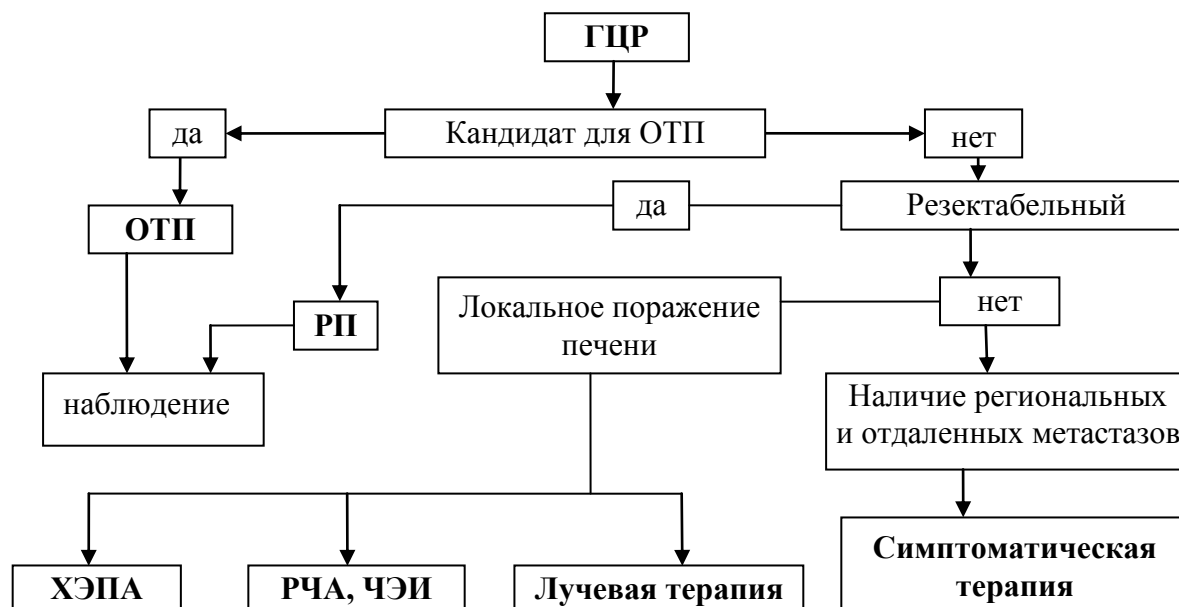 ГЦР
да
Кандидат для ОТП
нет
ОТП
да
Резектабельный
РП
Локальное поражение
печени
нет
наблюдение
Наличие региональных
и отдаленных метастазов
ХЭПА
РЧА, ЧЭИ
Лучевая терапия
Симптоматическая
терапия